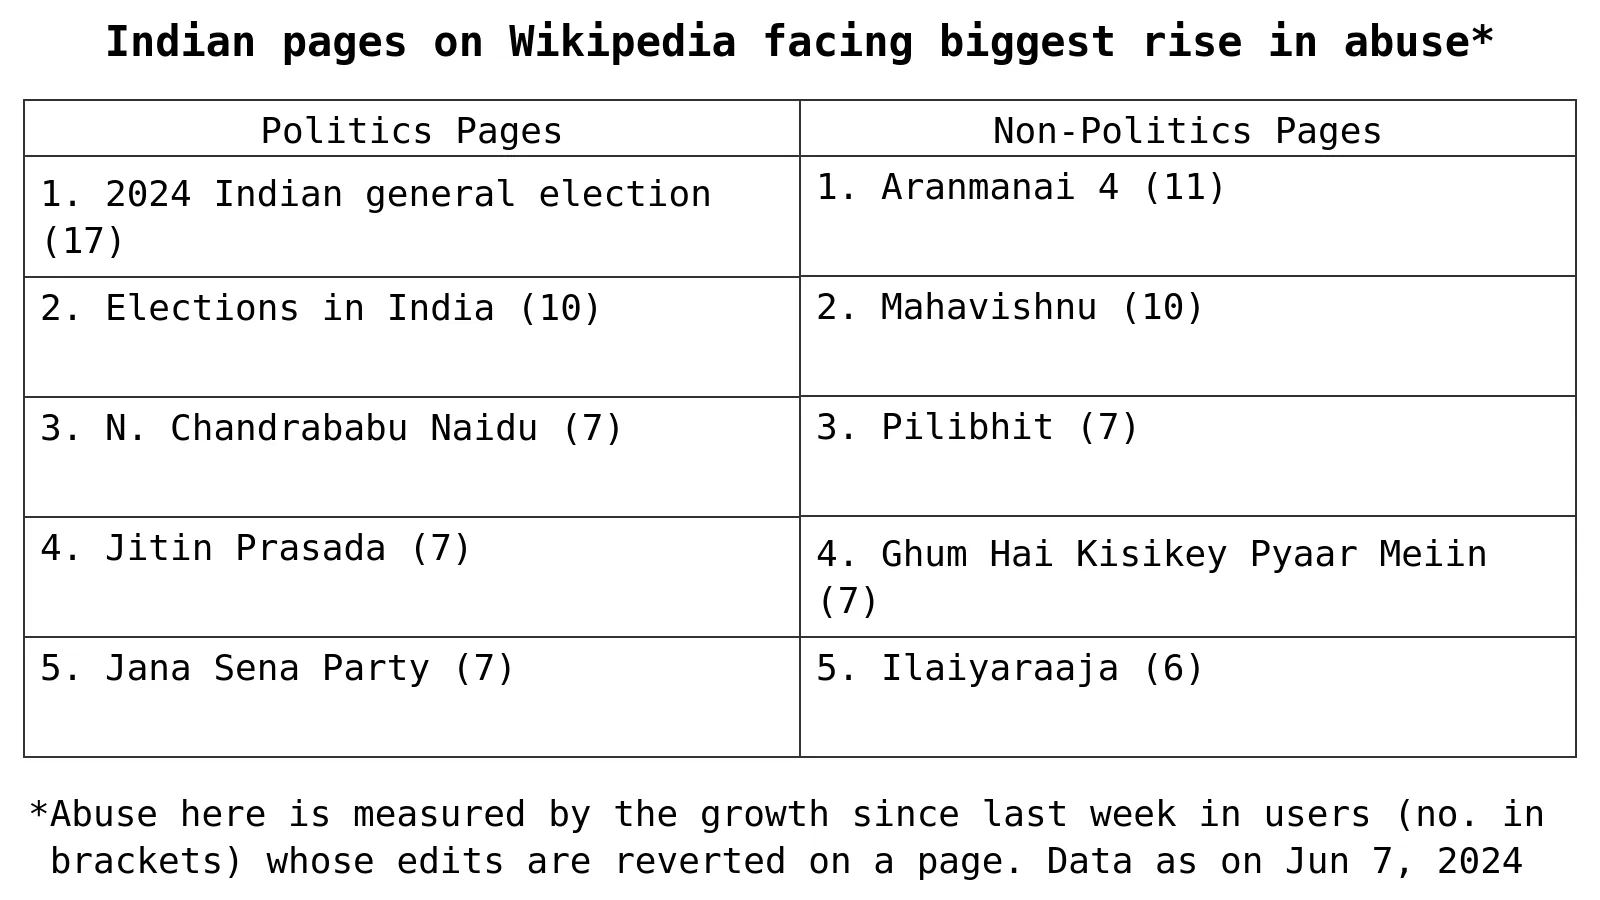 Indian pages on Wikipedia facing biggest rise in abuse*
Politics Pages
1. 2024 Indian general election
(17)
2. Elections in India (10)
3. N. Chandrababu Naidu (7)
4. Jitin Prasada (7)
5. Jana Sena Party (7)
Non-Politics Pages
1. Aranmanai 4 (11)
2. Mahavishnu (10)
3. Pilibhit (7)
4. Ghum Hai Kisikey Pyaar Meiin
(7)
5. Ilaiyaraaja (6)
*Abuse here is measured by the growth since last week in users (no. in
brackets) whose edits are reverted on a page. Data as on Jun 7, 2024